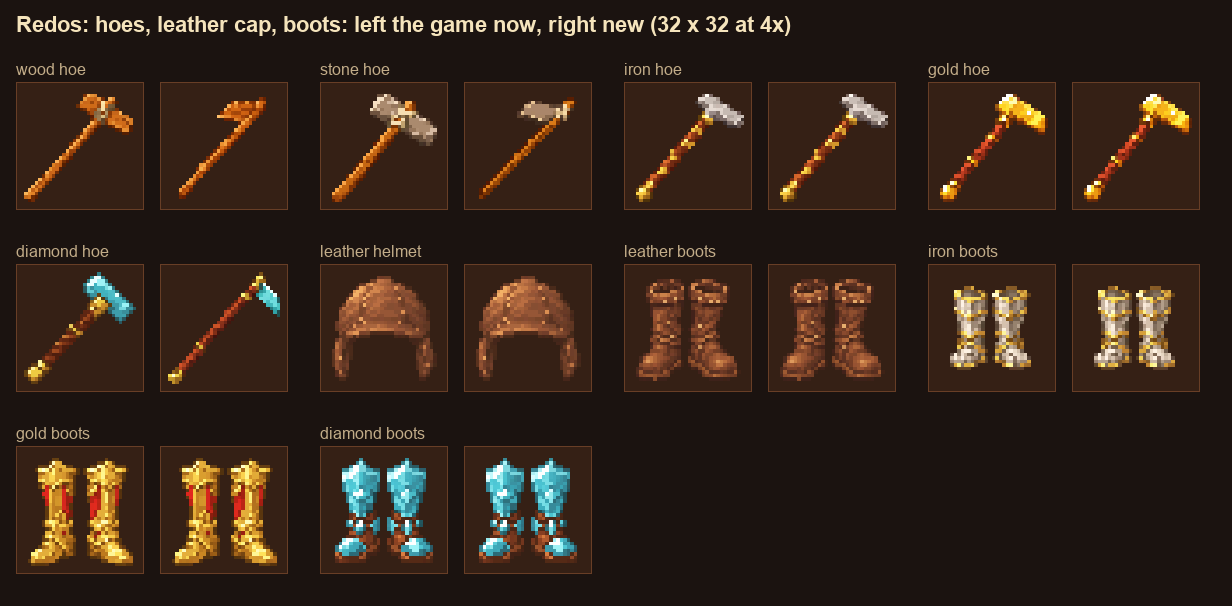 Redos: hoes, leather cap, boots: left the game now, right new (32 x 32 at 4x)
wood hoe
stone hoe
iron hoe
gold hoe
diamond hoe
leather helmet
leather boots
iron boots
gold boots
diamond boots